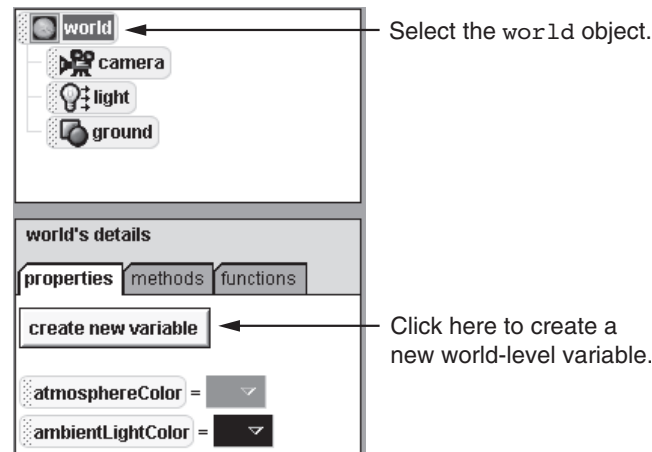 world
Select the world object.
camera
light
ground
world's details
properties methods functions
create new variable
Click here to create a
new world-level variable.
atmosphereColor =
ambientLightColor =